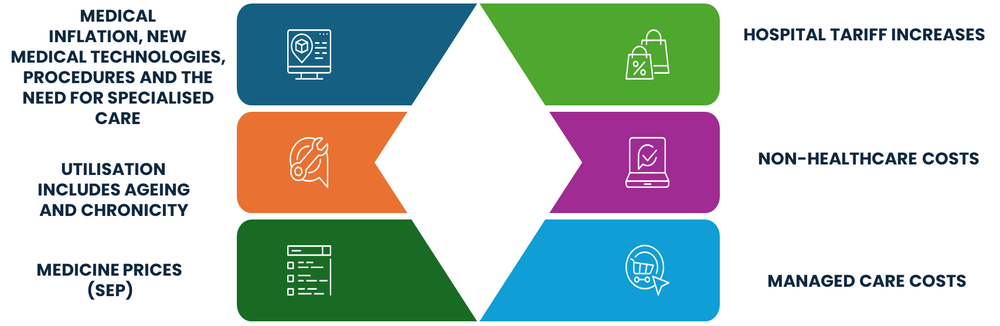 MEDICAL
INFLATION, NEW
MEDICAL TECHNOLOGIES,
PROCEDURES AND THE
NEED FOR SPECIALISED
CARE
UTILISATION
INCLUDES AGEING
AND CHRONICITY
MEDICINE PRICES
(SEP)
HOSPITAL TARIFF INCREASES
%
NON-HEALTHCARE COSTS
MANAGED CARE COSTS